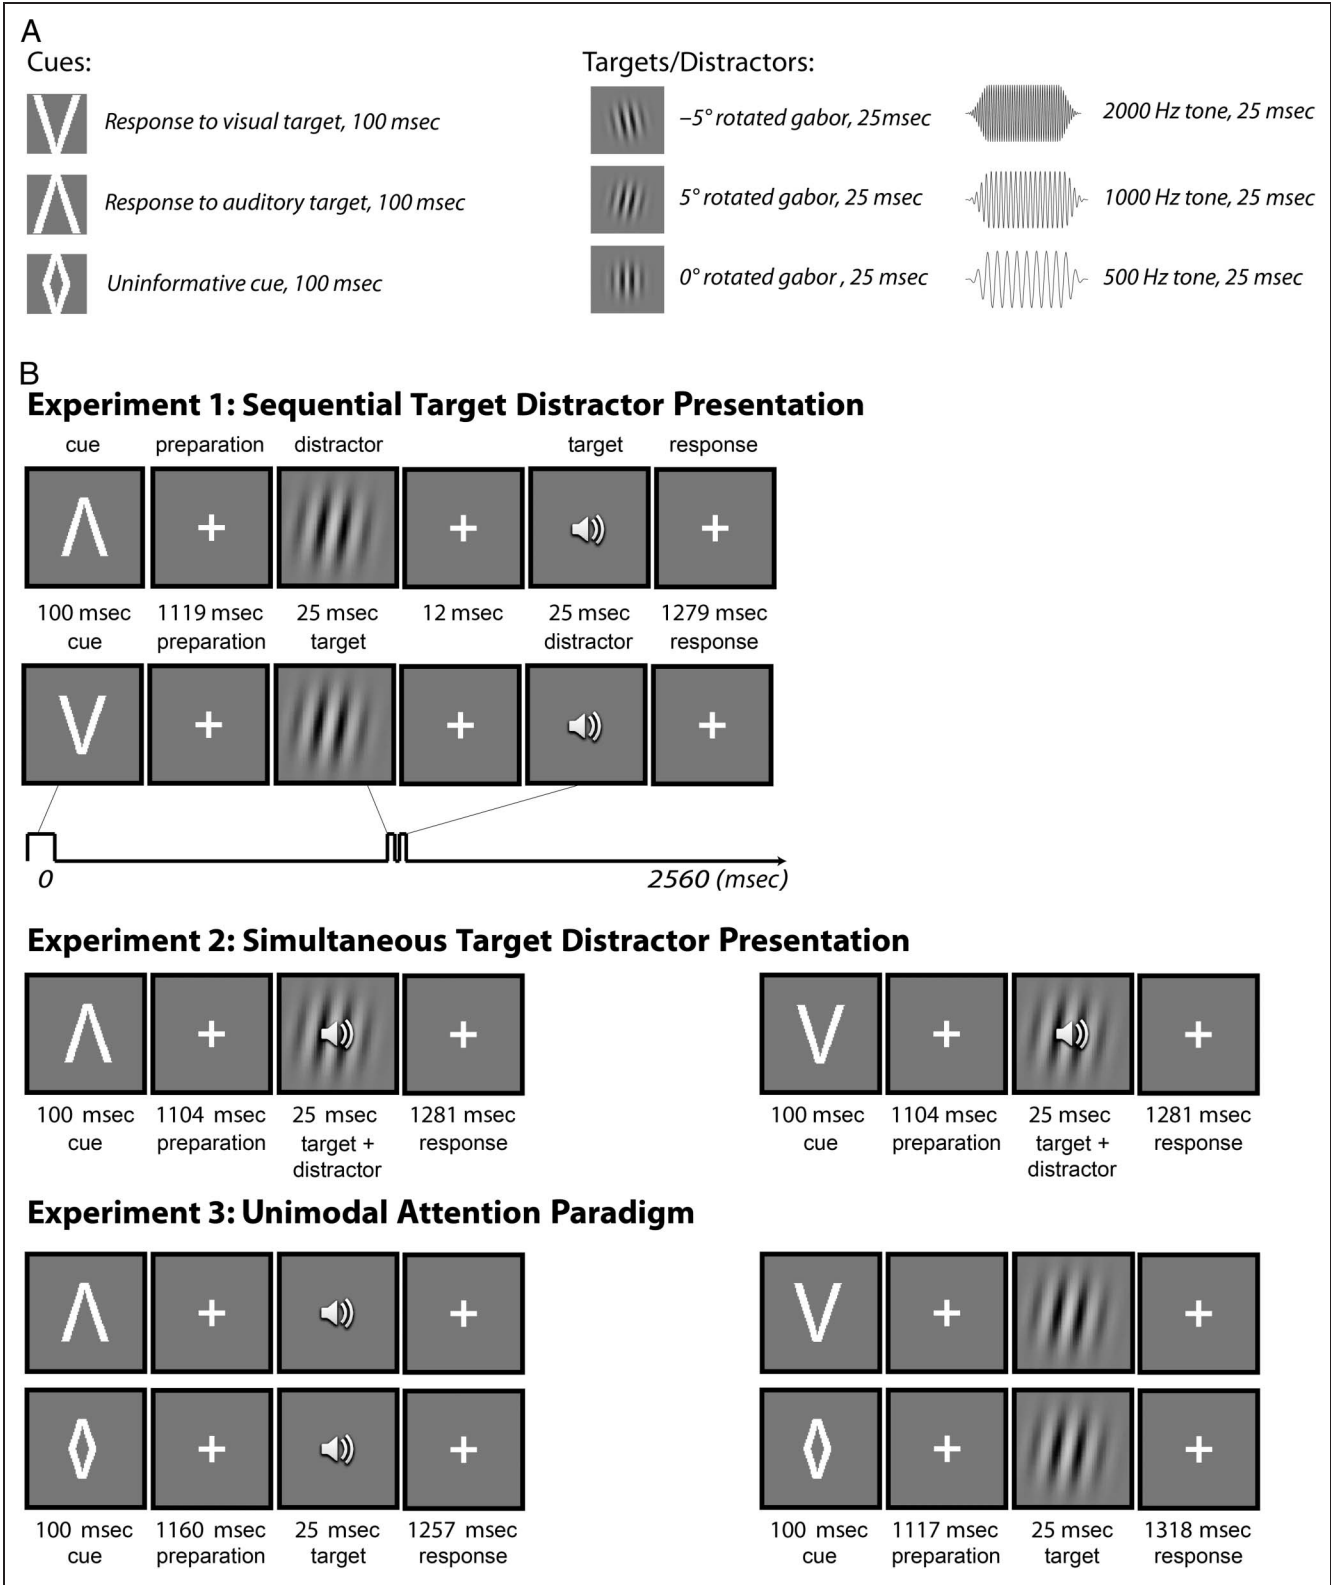 A
Cues:
Response to visual target, 100 msec
Response to auditory target, 100 msec
Uninformative cue, 100 msec
Targets/Distractors:
−5° rotated gabor, 25msec
5° rotated gabor, 25 msec
0° rotated gabor , 25 msec
2000 Hz tone, 25 msec
1000 Hz tone, 25 msec
500 Hz tone, 25 msec
B
Experiment 1: Sequential Target Distractor Presentation
cue preparation distractor target response
100 msec 1119 msec 25 msec 12 msec 25 msec 1279 msec
cue preparation target distractor response
0 2560 (msec)
Experiment 2: Simultaneous Target Distractor Presentation
100 msec 1104 msec 25 msec 1281 msec
cue preparation target + response
distractor
100 msec 1104 msec 25 msec 1281 msec
cue preparation target + response
distractor
Experiment 3: Unimodal Attention Paradigm
100 msec 1160 msec 25 msec 1257 msec
cue preparation target response
100 msec 1117 msec 25 msec 1318 msec
cue preparation target response